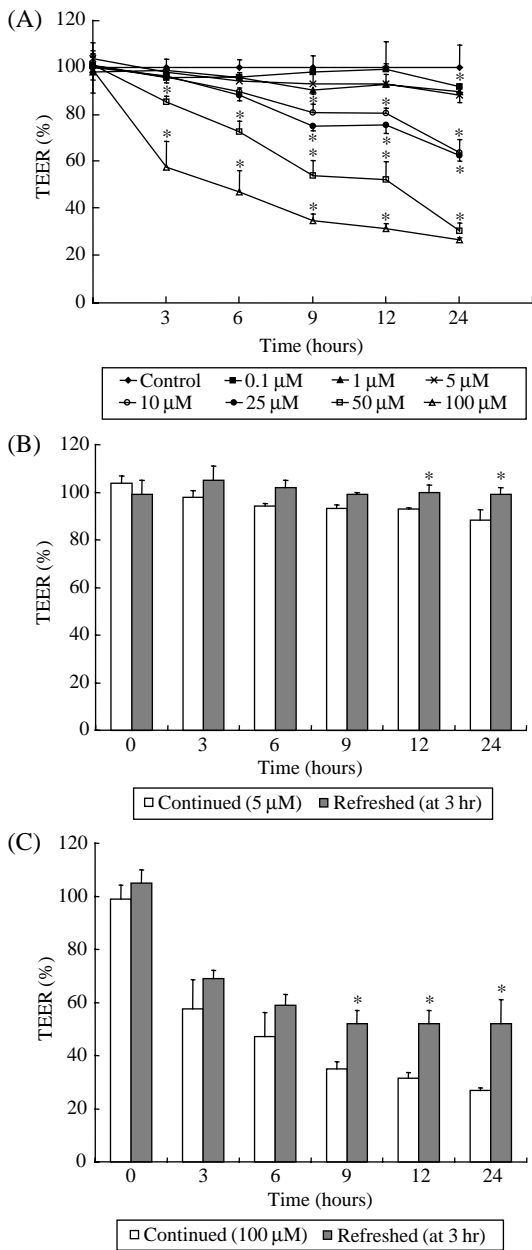 (A)
120
100
80
60
40
20
0
TEER (%)
* * * * * * * * * * * * * * *
3 6 9 12 24
Time (hours)
Control 0.1 μM 1 μM 5 μM
10 μM 25 μM 50 μM 100 μM
(B)
120
100
80
60
40
20
0
TEER (%)
* *
0 3 6 9 12 24
Time (hours)
Continued (5 μM) Refreshed (at 3 hr)
(C)
120
100
80
60
40
20
0
TEER (%)
* * *
0 3 6 9 12 24
Time (hours)
Continued (100 μM) Refreshed (at 3 hr)